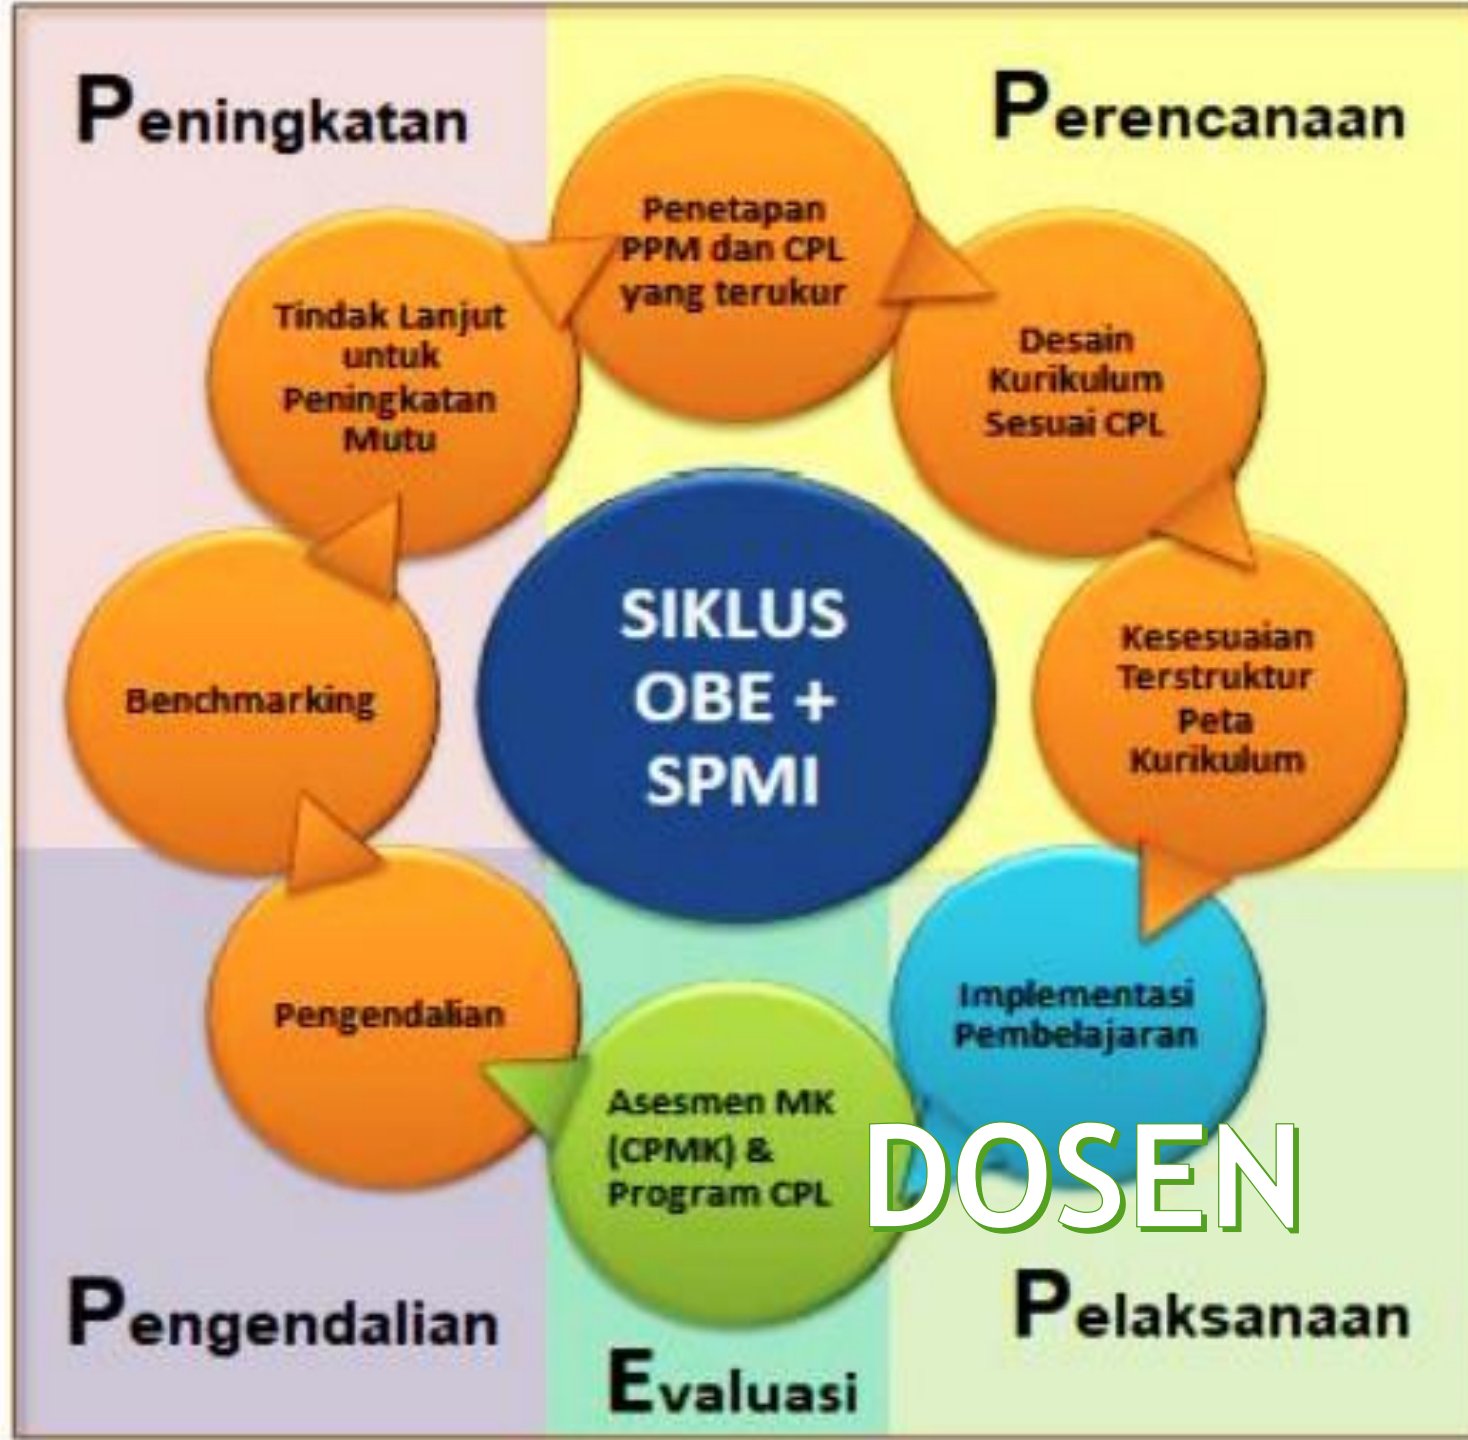 Peningkatan
Perencanaan
Penetapan
PPM dan CPL
yang terukur
Desain
Kurikulum
Sesuai CPL
Kesesuaian
Terstruktur
Peta
Kurikulum
Implementasi
Pembelajaran
DOSEN
Asesmen MK
(CPMK) &
Program CPL
Pengendalian
Benchmarking
Tindak Lanjut
untuk
Peningkatan
Mutu
SIKLUS
OBE +
SPMI
Pengendalian
Evaluasi
Pelaksanaan